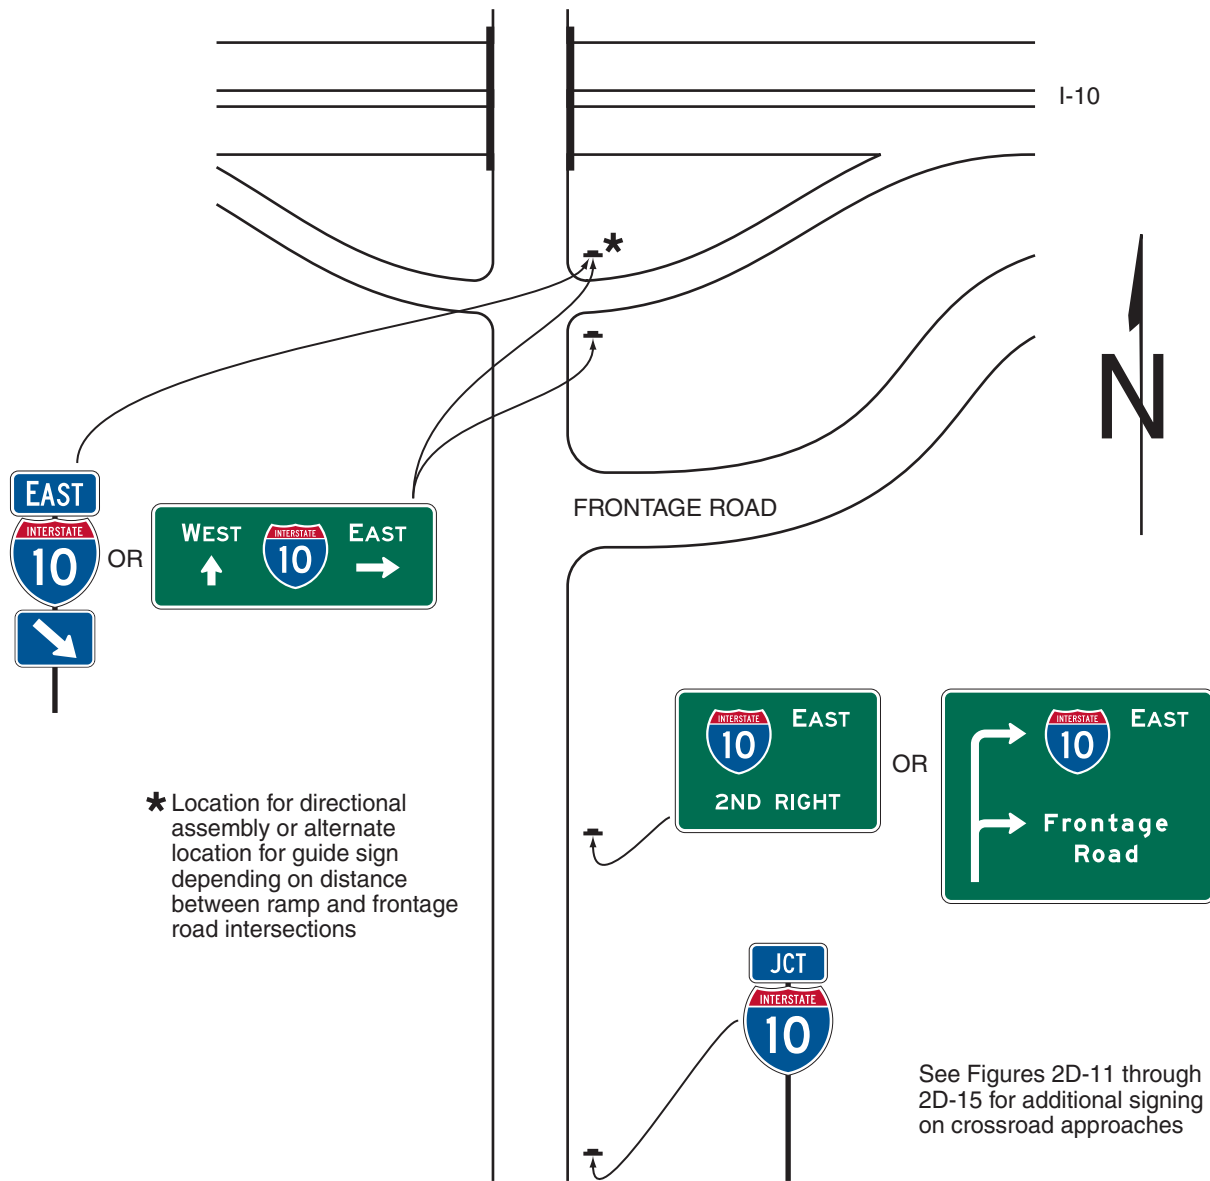 I-10
*
N
EAST
INTERSTATE
10
OR
WEST INTERSTATE 10 EAST
FRONTAGE ROAD
INTERSTATE 10 EAST
2ND RIGHT
OR
INTERSTATE 10 EAST
Frontage
Road
* Location for directional
assembly or alternate
location for guide sign
depending on distance
between ramp and frontage
road intersections
JCT
INTERSTATE
10
See Figures 2D-11 through
2D-15 for additional signing
on crossroad approaches